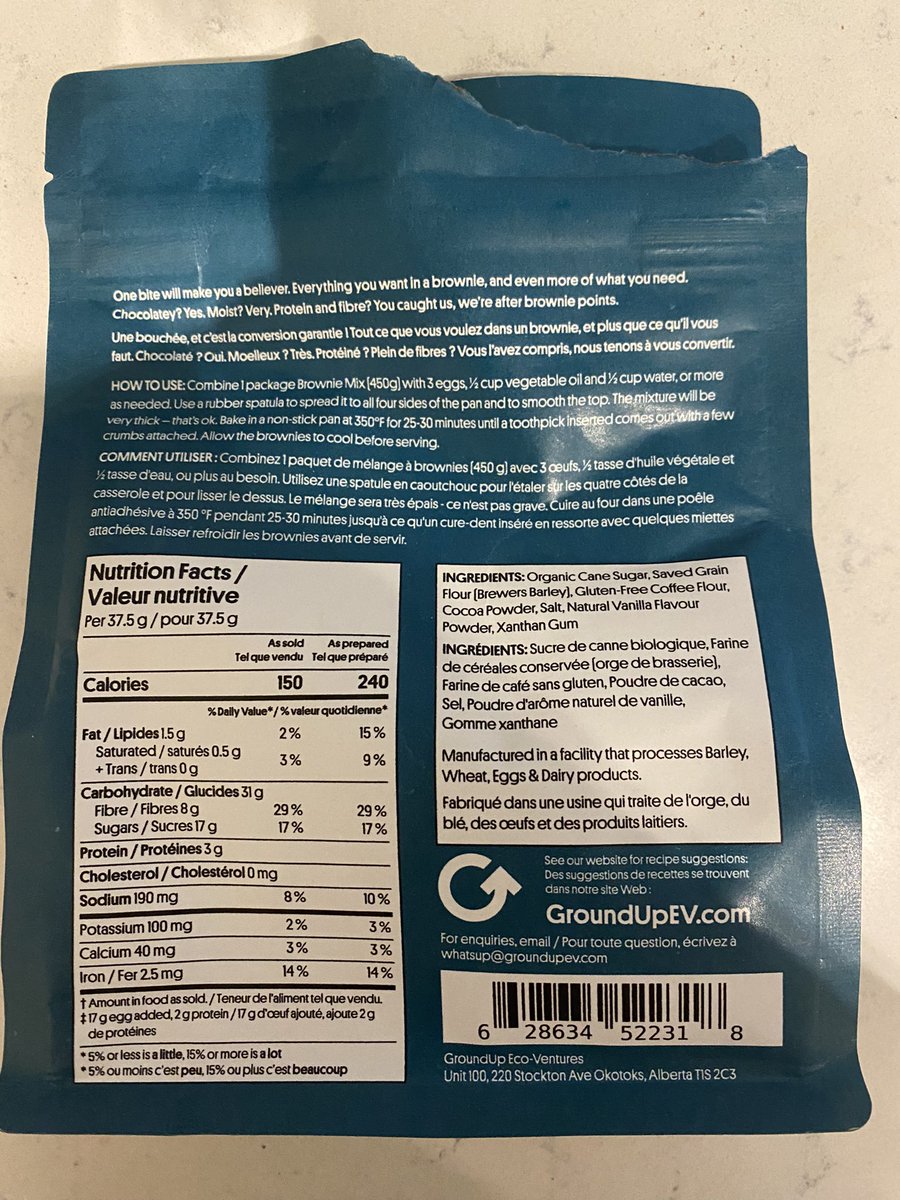 One bite will make you a believer. Everything you want in a brownie, and even more of what you need.
Chocolatey? Yes. Moist? Very. Protein and fibre? You caught us, we're after brownie points.
Une bouchée, et c'est la conversion garantie ! Tout ce que vous voulez dans un brownie, et plus que ce qu'il vous
faut. Chocolaté ? Oui. Moelleux ? Très. Protéiné ? Plein de fibres ? Vous l'avez compris, nous tenons à vous convertir.
HOW TO USE: Combine 1 package Brownie Mix [450g] with 3 eggs, ½ cup vegetable oil and ½ cup water, or more
as needed. Use a rubber spatula to spread it to all four sides of the pan and to smooth the top. The mixture will be
very thick – that's ok. Bake in a non-stick pan at 350°F for 25-30 minutes until a toothpick inserted comes out with a few
crumbs attached. Allow the brownies to cool before serving.
COMMENT UTILISER : Combinez 1 paquet de mélange à brownies [450 g] avec 3 œufs, ½ tasse d'huile végétale et
½ tasse d'eau, ou plus au besoin. Utilisez une spatule en caoutchouc pour l'étaler sur les quatre côtés de la
casserole et pour lisser le dessus. Le mélange sera très épais - ce n'est pas grave. Cuire au four dans une poêle
antiadhésive à 350 °F pendant 25-30 minutes jusqu'à ce qu'un cure-dent inséré en ressorte avec quelques miettes
attachées. Laisser refroidir les brownies avant de servir.
Nutrition Facts /
Valeur nutritive
Per 37.5 g / pour 37.5 g
As sold As prepared
Tel que vendu Tel que préparé
Calories 150 240
% Daily Value* / % valeur quotidienne*
Fat / Lipides 1.5 g 2 % 15 %
Saturated / saturés 0.5 g
+ Trans / trans 0 g 3 % 9 %
Carbohydrate / Glucides 31 g
Fibre / Fibres 8 g 29 % 29 %
Sugars / Sucres 17 g 17 % 17 %
Protein / Protéines 3 g
Cholesterol / Cholestérol 0 mg
Sodium 190 mg 8 % 10 %
Potassium 100 mg 2 % 3 %
Calcium 40 mg 3 % 3 %
Iron / Fer 2.5 mg 14 % 14 %
† Amount in food as sold. / Teneur de l'aliment tel que vendu.
‡ 17 g egg added, 2 g protein / 17 g d'œuf ajouté, ajoute 2 g
de protéines
* 5% or less is a little, 15% or more is a lot
* 5% ou moins c'est peu, 15% ou plus c'est beaucoup
INGREDIENTS: Organic Cane Sugar, Saved Grain
Flour [Brewers Barley], Gluten-Free Coffee Flour,
Cocoa Powder, Salt, Natural Vanilla Flavour
Powder, Xanthan Gum
INGRÉDIENTS: Sucre de canne biologique, Farine
de céréales conservée [orge de brasserie],
Farine de café sans gluten, Poudre de cacao,
Sel, Poudre d'arôme naturel de vanille,
Gomme xanthane
Manufactured in a facility that processes Barley,
Wheat, Eggs & Dairy products.
Fabriqué dans une usine qui traite de l'orge, du
blé, des œufs et des produits laitiers.
See our website for recipe suggestions:
Des suggestions de recettes se trouvent
dans notre site Web :
GroundUpEV.com
For enquiries, email / Pour toute question, écrivez à
whatsup@groundupev.com
6 28634 52231 8
GroundUp Eco-Ventures
Unit 100, 220 Stockton Ave Okotoks, Alberta T1S 2C3